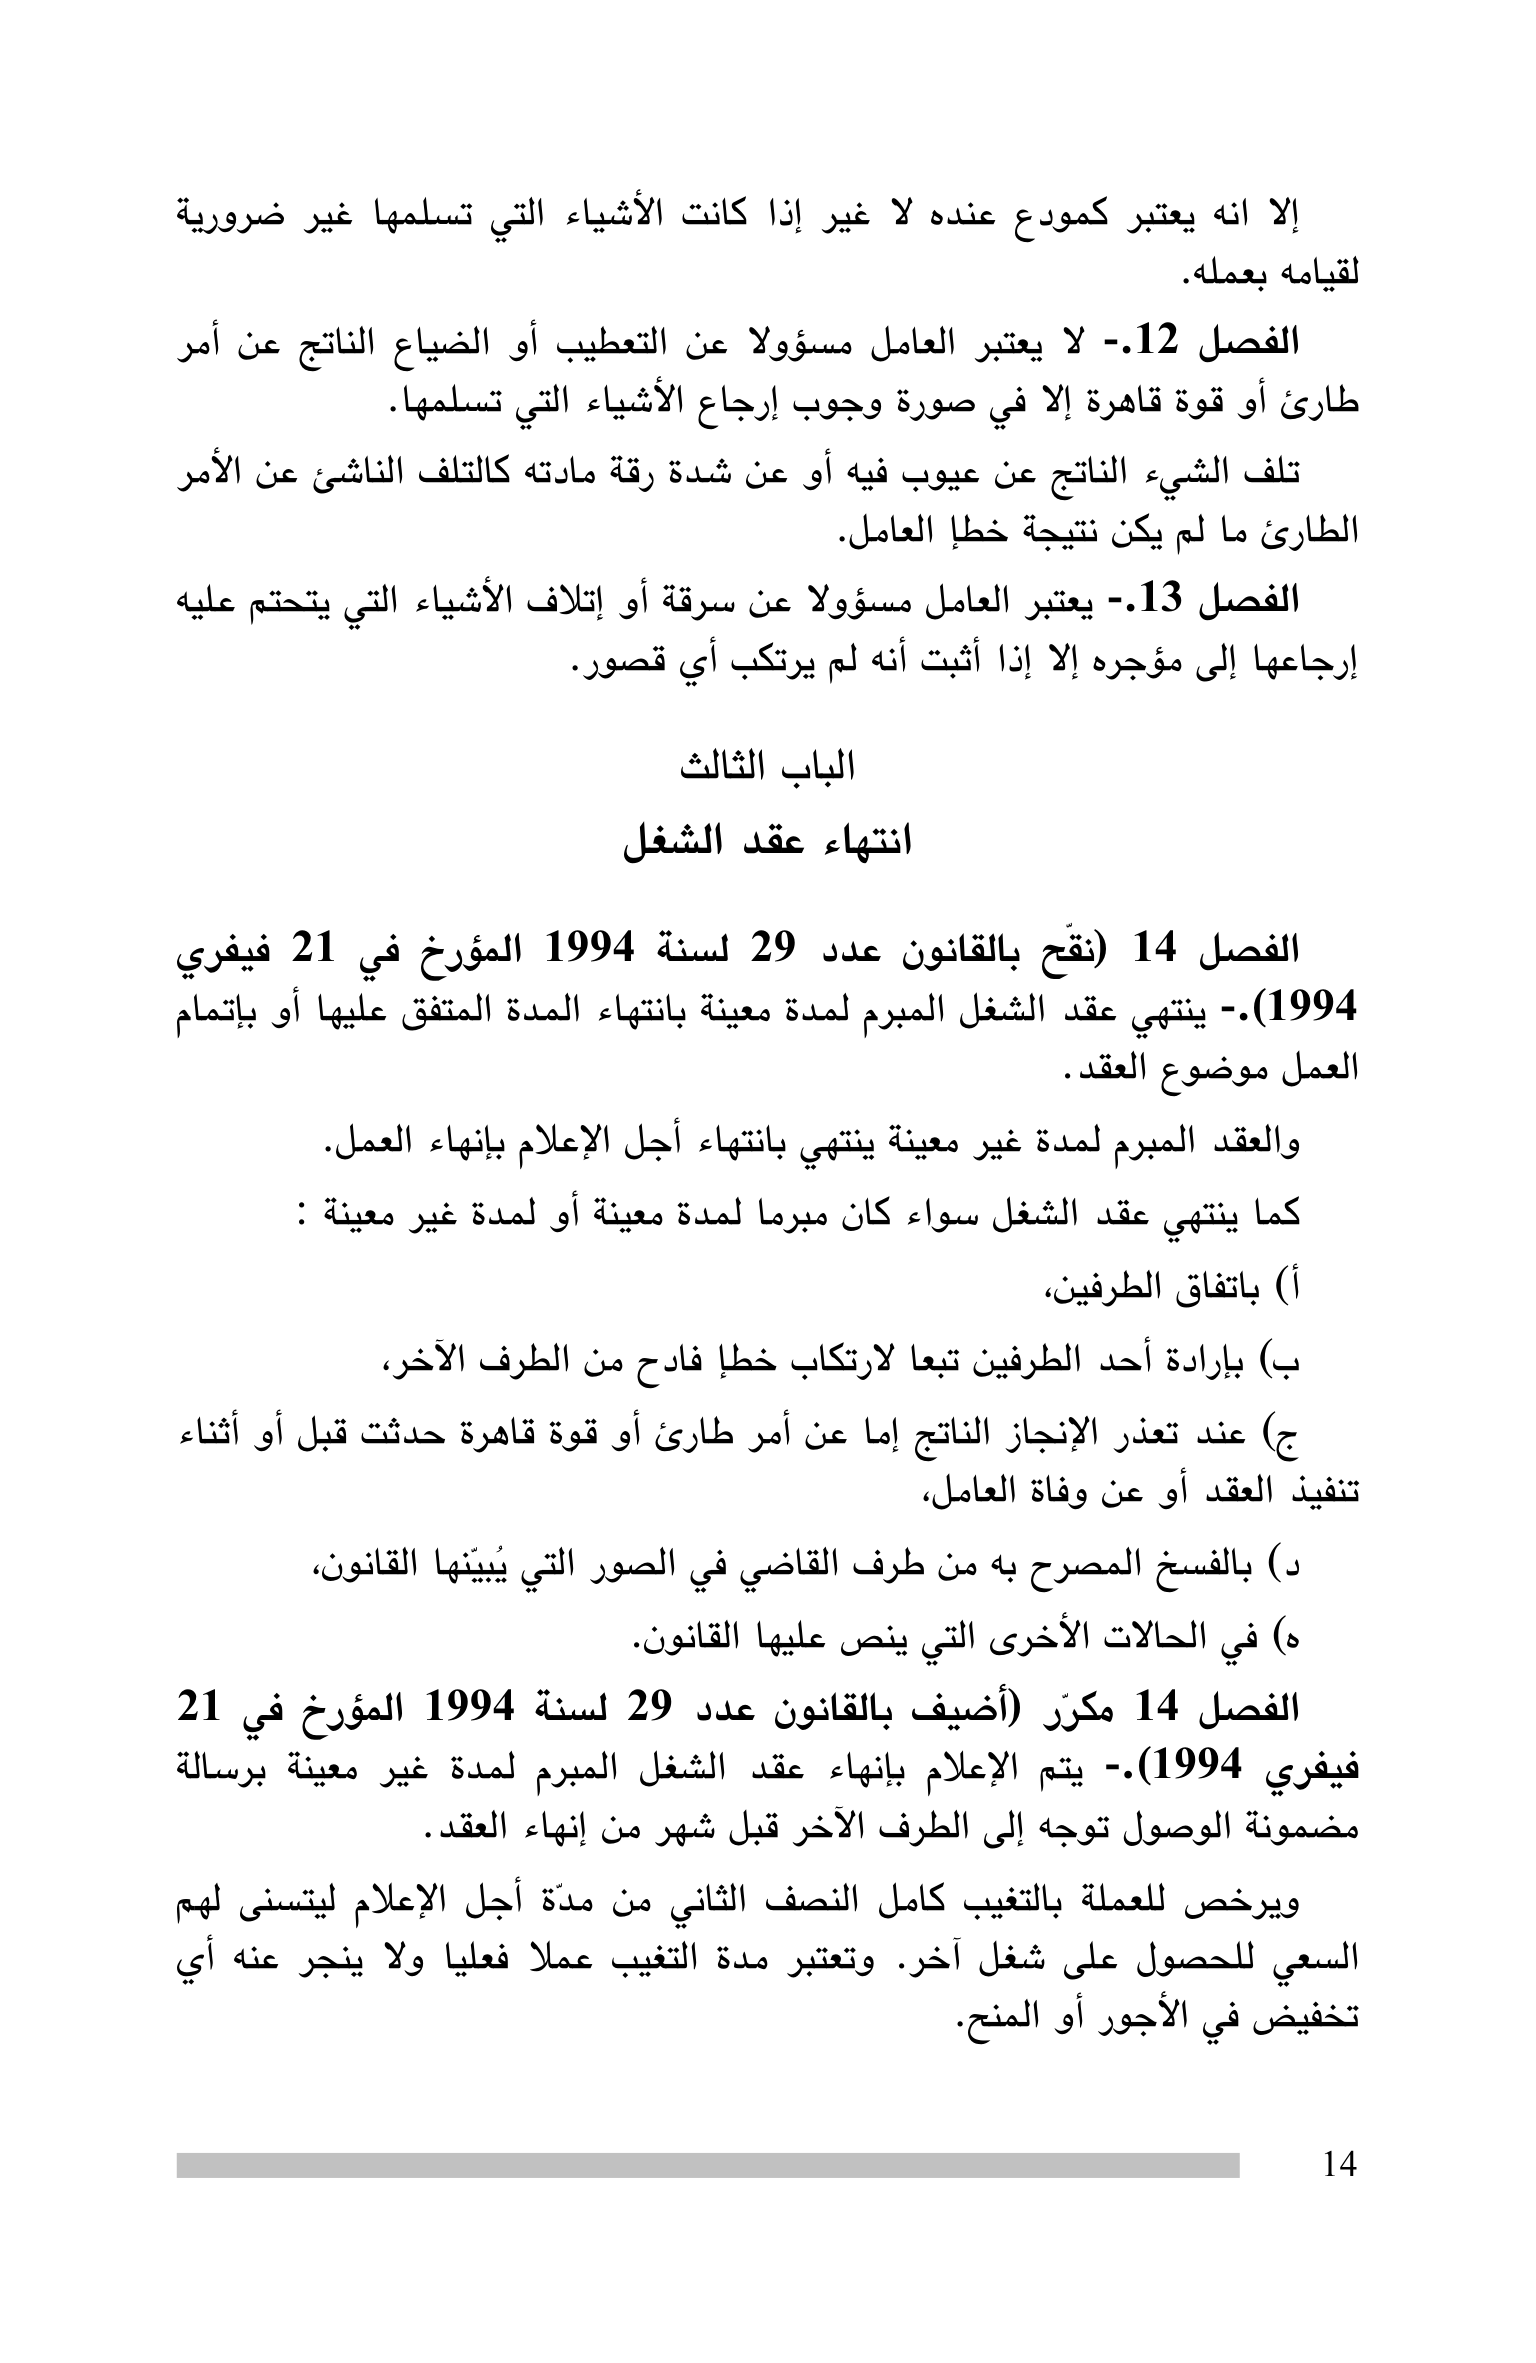 إلا انه يعتبر كمودع عنده لا غير إذا كانت الأشياء التي تسلمها غير ضرورية
لقيامه بعمله.
الفصل 12.- لا يعتبر العامل مسؤولا عن التعطيب أو الضياع الناتج عن أمر
طارئ أو قوة قاهرة إلا في صورة وجوب إرجاع الأشياء التي تسلمها.
تلف الشيء الناتج عن عيوب فيه أو عن شدة رقة مادته كالتلف الناشئ عن الأمر
الطارئ ما لم يكن نتيجة خطإ العامل.
الفصل 13.- يعتبر العامل مسؤولا عن سرقة أو إتلاف الأشياء التي يتحتم عليه
إرجاعها إلى مؤجره إلا إذا أثبت أنه لم يرتكب أي قصور.
الباب الثالث
انتهاء عقد الشغل
الفصل 14 (نقّح بالقانون عدد 29 لسنة 1994 المؤرخ في 21 فيفري
1994).- ينتهي عقد الشغل المبرم لمدة معينة بانتهاء المدة المتفق عليها أو بإتمام
العمل موضوع العقد.
والعقد المبرم لمدة غير معينة ينتهي بانتهاء أجل الإعلام بإنهاء العمل.
كما ينتهي عقد الشغل سواء كان مبرما لمدة معينة أو لمدة غير معينة :
أ) باتفاق الطرفين،
ب) بإرادة أحد الطرفين تبعا لارتكاب خطإ فادح من الطرف الآخر،
ج) عند تعذر الإنجاز الناتج إما عن أمر طارئ أو قوة قاهرة حدثت قبل أو أثناء
تنفيذ العقد أو عن وفاة العامل،
د) بالفسخ المصرح به من طرف القاضي في الصور التي يُبيّنها القانون،
ه) في الحالات الأخرى التي ينص عليها القانون.
الفصل 14 مكرّر (أضيف بالقانون عدد 29 لسنة 1994 المؤرخ في 21
فيفري 1994).- يتم الإعلام بإنهاء عقد الشغل المبرم لمدة غير معينة برسالة
مضمونة الوصول توجه إلى الطرف الآخر قبل شهر من إنهاء العقد.
ويرخص للعملة بالتغيب كامل النصف الثاني من مدّة أجل الإعلام ليتسنى لهم
السعي للحصول على شغل آخر. وتعتبر مدة التغيب عملا فعليا ولا ينجر عنه أي
تخفيض في الأجور أو المنح.
14